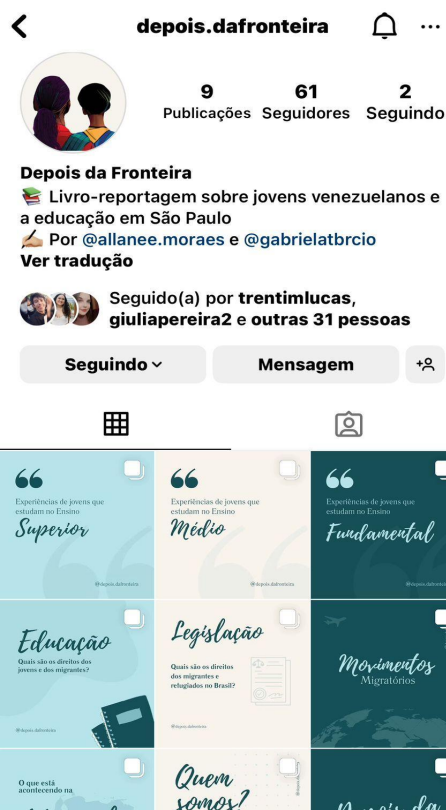 depois.dafronteira
9 61 2
Publicações Seguidores Seguindo
Depois da Fronteira
📚 Livro-reportagem sobre jovens venezuelanos e
a educação em São Paulo
✍🏼 Por @allanee.moraes e @gabrielatbrcio
Ver tradução
Seguido(a) por trentimlucas,
giuliapereira2 e outras 31 pessoas
Seguindo
Mensagem
Experiências de jovens que
estudam no Ensino
Superior
@depois.dafronteira
Experiências de jovens que
estudam no Ensino
Médio
@depois.dafronteira
Experiências de jovens que
estudam no Ensino
Fundamental
@depois.dafronteira
Educação
Quais são os direitos dos
jovens e dos migrantes?
@depois.dafronteira
Legislação
Quais são os direitos
dos migrantes e
refugiados no Brasil?
@depois.dafronteira
Movimentos
Migratórios
O que está
acontecendo na
Quem
somos?
Depois da